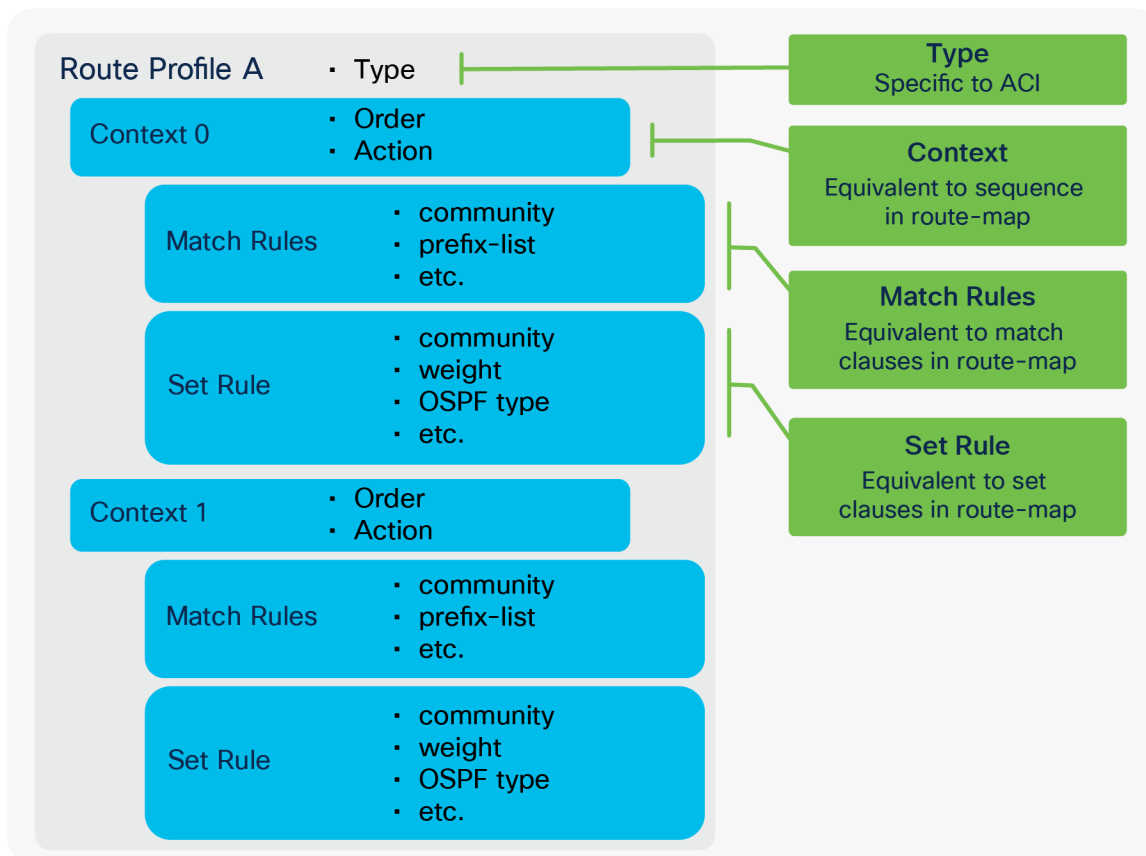 Route Profile A
▪ Type
Context 0
▪ Order
▪ Action
Match Rules
▪ community
▪ prefix-list
▪ etc.
Set Rule
▪ community
▪ weight
▪ OSPF type
▪ etc.
Context 1
▪ Order
▪ Action
Match Rules
▪ community
▪ prefix-list
▪ etc.
Set Rule
▪ community
▪ weight
▪ OSPF type
▪ etc.
Type
Specific to ACI
Context
Equivalent to sequence
in route-map
Match Rules
Equivalent to match
clauses in route-map
Set Rule
Equivalent to set
clauses in route-map